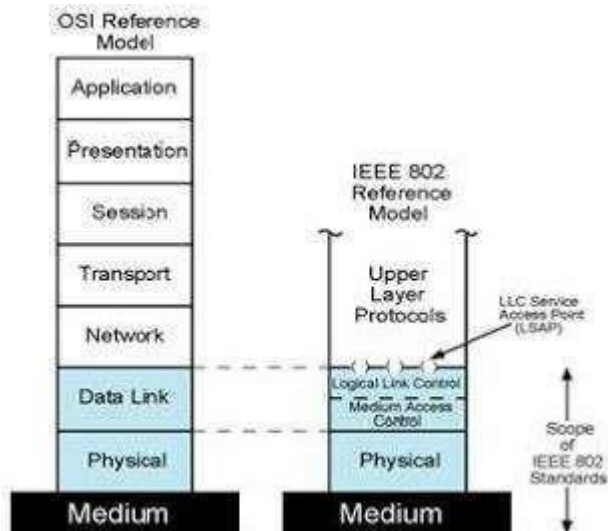 OSI Reference
Model
Application
Presentation
Session
Transport
Network
Data Link
Physical
Medium
IEEE 802
Reference
Model
Upper
Layer
Protocols
LLC Service
Access Point
(LSAP)
Logical Link Control
Medium Access
Control
Physical
Medium
Scope
of
IEEE 802
Standards